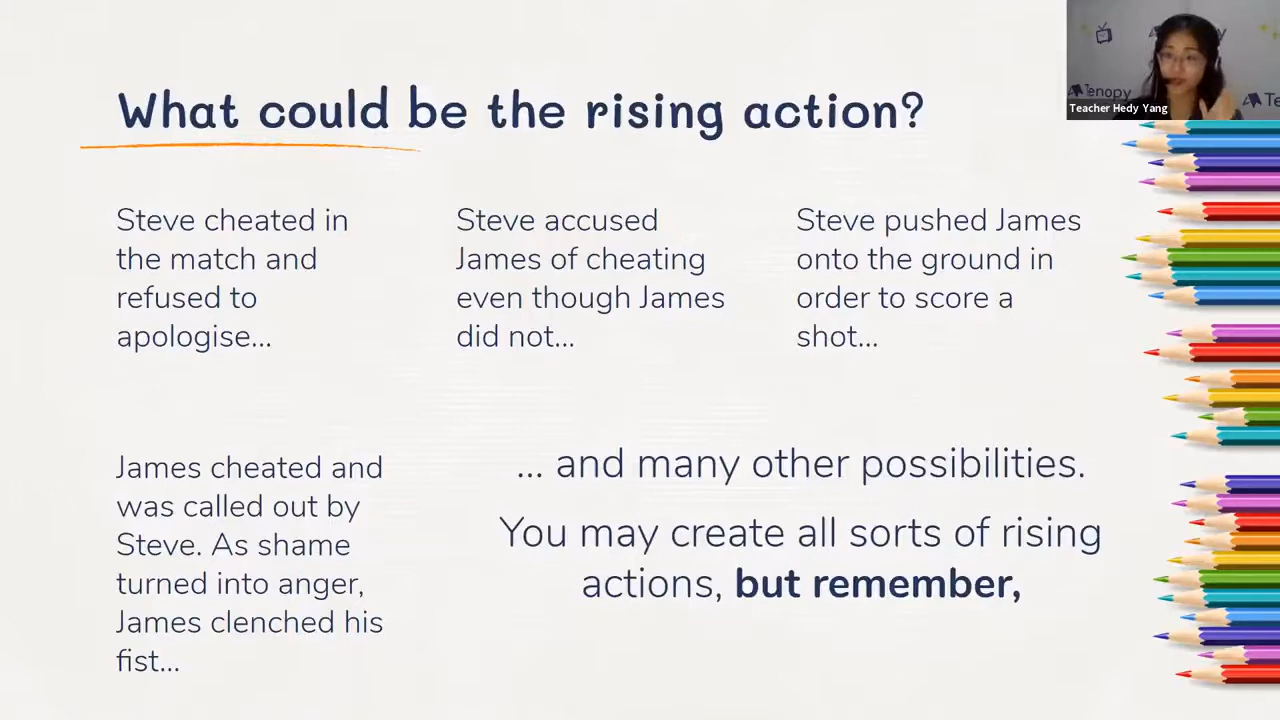 What could be the rising action?
Tenopy
Te
Teacher Hedy Yang
Steve cheated in
the match and
refused to
apologise...
Steve accused
James of cheating
even though James
did not...
Steve pushed James
onto the ground in
order to score a
shot...
James cheated and
was called out by
Steve. As shame
turned into anger,
James clenched his
fist...
... and many other possibilities.
You may create all sorts of rising
actions, but remember,